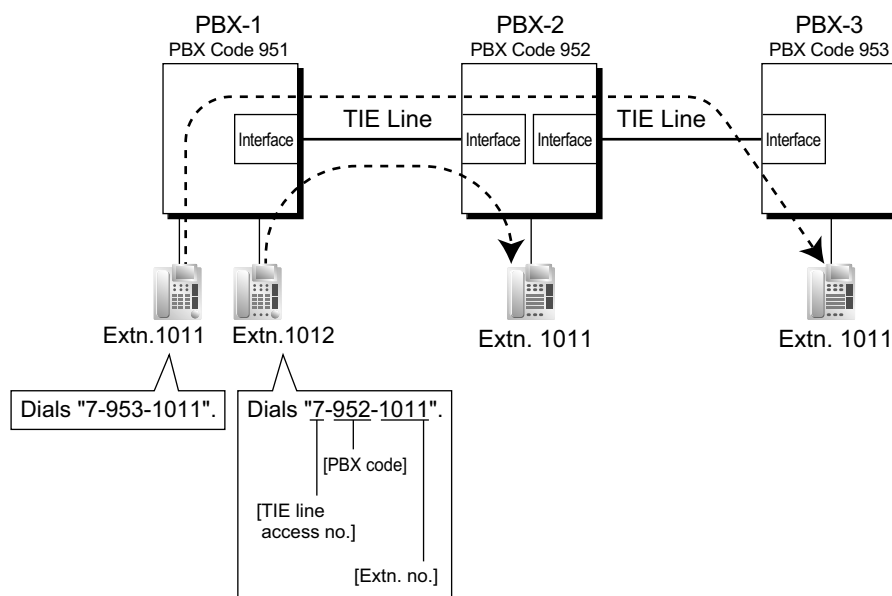 PBX-1
PBX Code 951
PBX-2
PBX Code 952
PBX-3
PBX Code 953
TIE Line
TIE Line
Interface
Interface
Interface
Interface
Extn.1011
Extn.1012
Extn. 1011
Extn. 1011
Dials "7-953-1011".
Dials "7-952-1011".
[PBX code]
[TIE line
access no.]
[Extn. no.]